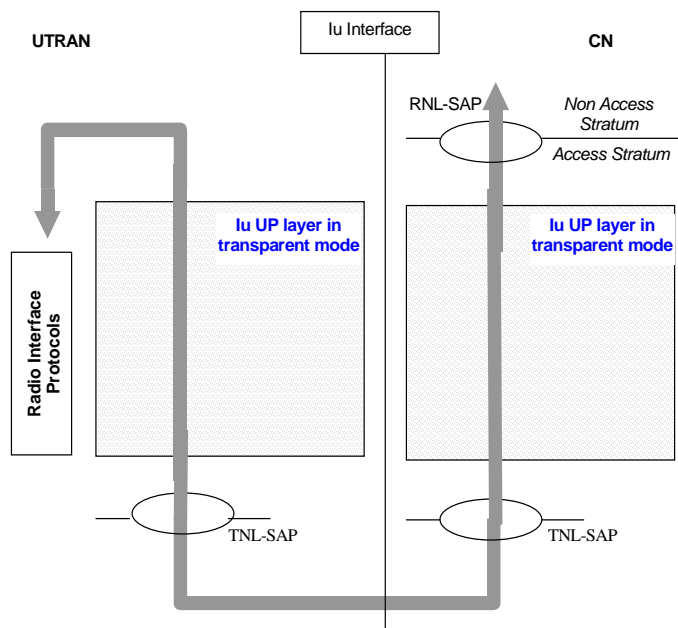 Iu Interface
UTRAN
CN
RNL-SAP
Non Access
Stratum
Access Stratum
Iu UP layer in
transparent mode
Iu UP layer in
transparent mode
Radio Interface
Protocols
TNL-SAP
TNL-SAP